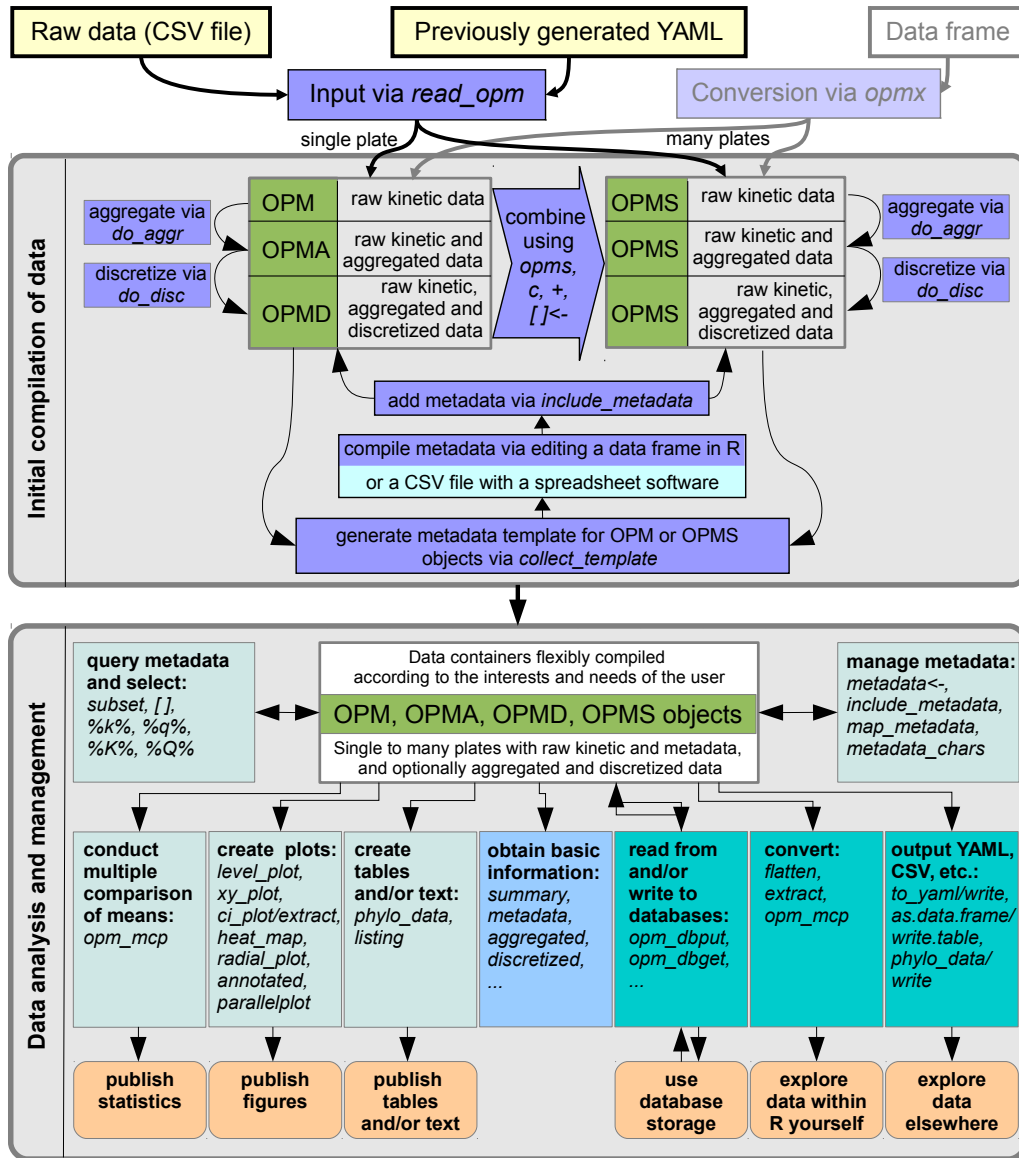 Raw data (CSV file)
Previously generated YAML
Data frame
Input via read_opm
Conversion via opmx
single plate
many plates
Initial compilation of data
OPM
raw kinetic data
OPMA
raw kinetic and
aggregated data
OPMD
raw kinetic,
aggregated and
discretized data
aggregate via
do_aggr
discretize via
do_disc
combine
using
opms,
c, +,
[ ]<-
OPMS
raw kinetic data
OPMS
raw kinetic and
aggregated data
OPMS
raw kinetic,
aggregated and
discretized data
aggregate via
do_aggr
discretize via
do_disc
add metadata via include_metadata
compile metadata via editing a data frame in R
or a CSV file with a spreadsheet software
generate metadata template for OPM or OPMS
objects via collect_template
Data analysis and management
query metadata
and select:
subset, [ ],
%k%, %q%,
%K%, %Q%
Data containers flexibly compiled
according to the interests and needs of the user
OPM, OPMA, OPMD, OPMS objects
Single to many plates with raw kinetic and metadata,
and optionally aggregated and discretized data
manage metadata:
metadata<-,
include_metadata,
map_metadata,
metadata_chars
conduct
multiple
comparison
of means:
opm_mcp
create plots:
level_plot,
xy_plot,
ci_plot/extract,
heat_map,
radial_plot,
annotated,
parallelplot
create
tables
and/or text:
phylo_data,
listing
obtain basic
information:
summary,
metadata,
aggregated,
discretized,
...
read from
and/or
write to
databases:
opm_dbput,
opm_dbget,
...
convert:
flatten,
extract,
opm_mcp
output YAML,
CSV, etc.:
to_yaml/write,
as.data.frame/
write.table,
phylo_data/
write
publish
statistics
publish
figures
publish
tables
and/or text
use
database
storage
explore
data within
R yourself
explore
data
elsewhere